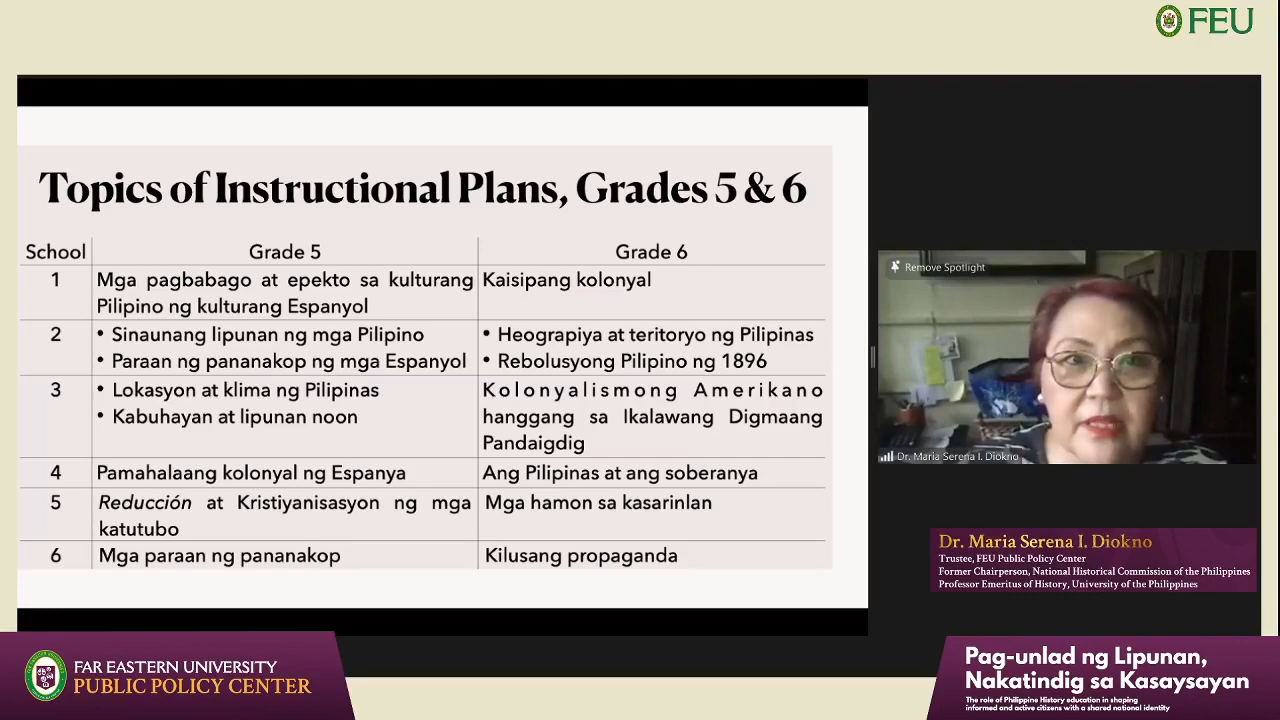 FEU
Topics of Instructional Plans, Grades 5 & 6
School Grade 5 Grade 6
1 Mga pagbabago at epekto sa kulturang Kaisipang kolonyal
Pilipino ng kulturang Espanyol
2 • Sinaunang lipunan ng mga Pilipino • Heograpiya at teritoryo ng Pilipinas
• Paraan ng pananakop ng mga Espanyol • Rebolusyong Pilipino ng 1896
3 • Lokasyon at klima ng Pilipinas Kolonyalismong Amerikano
• Kabuhayan at lipunan noon hanggang sa Ikalawang Digmaang
Pandaigdig
4 Pamahalaang kolonyal ng Espanya Ang Pilipinas at ang soberanya
5 Reducción at Kristiyanisasyon ng mga Mga hamon sa kasarinlan
katutubo
6 Mga paraan ng pananakop Kilusang propaganda
Remove Spotlight
Dr. Maria Serena I. Diokno
Dr. Maria Serena I. Diokno
Trustee, FEU Public Policy Center
Former Chairperson, National Historical Commission of the Philippines
Professor Emeritus of History, University of the Philippines
FAR EASTERN UNIVERSITY
PUBLIC POLICY CENTER
Pag-unlad ng Lipunan,
Nakatindig sa Kasaysayan
The role of Philippine History education in shaping
informed and active citizens with a shared national identity